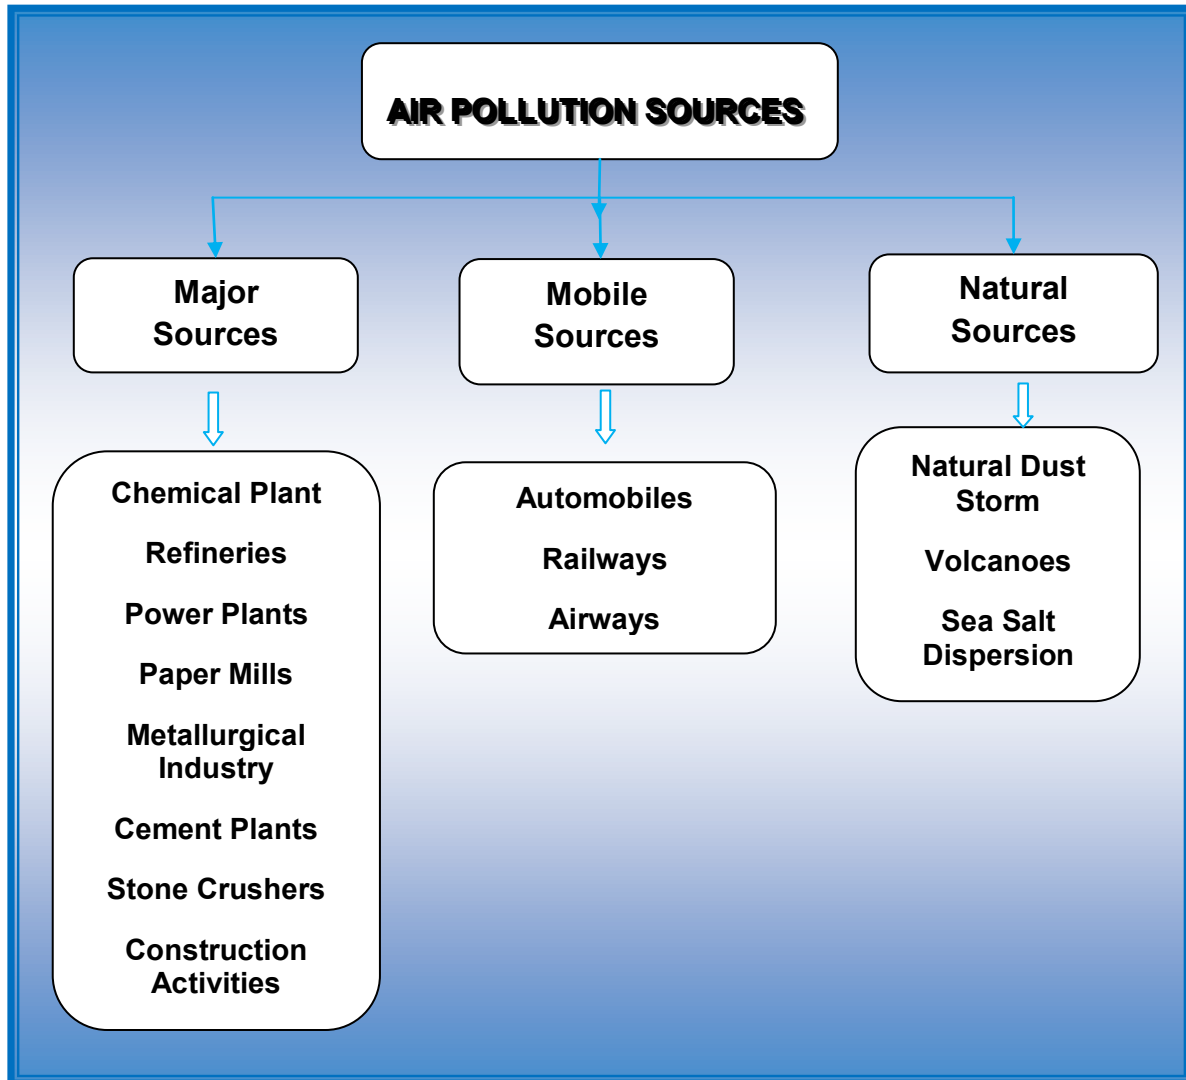 AIR POLLUTION SOURCES
Major
Sources
Mobile
Sources
Natural
Sources
Chemical Plant
Refineries
Power Plants
Paper Mills
Metallurgical
Industry
Cement Plants
Stone Crushers
Construction
Activities
Automobiles
Railways
Airways
Natural Dust
Storm
Volcanoes
Sea Salt
Dispersion